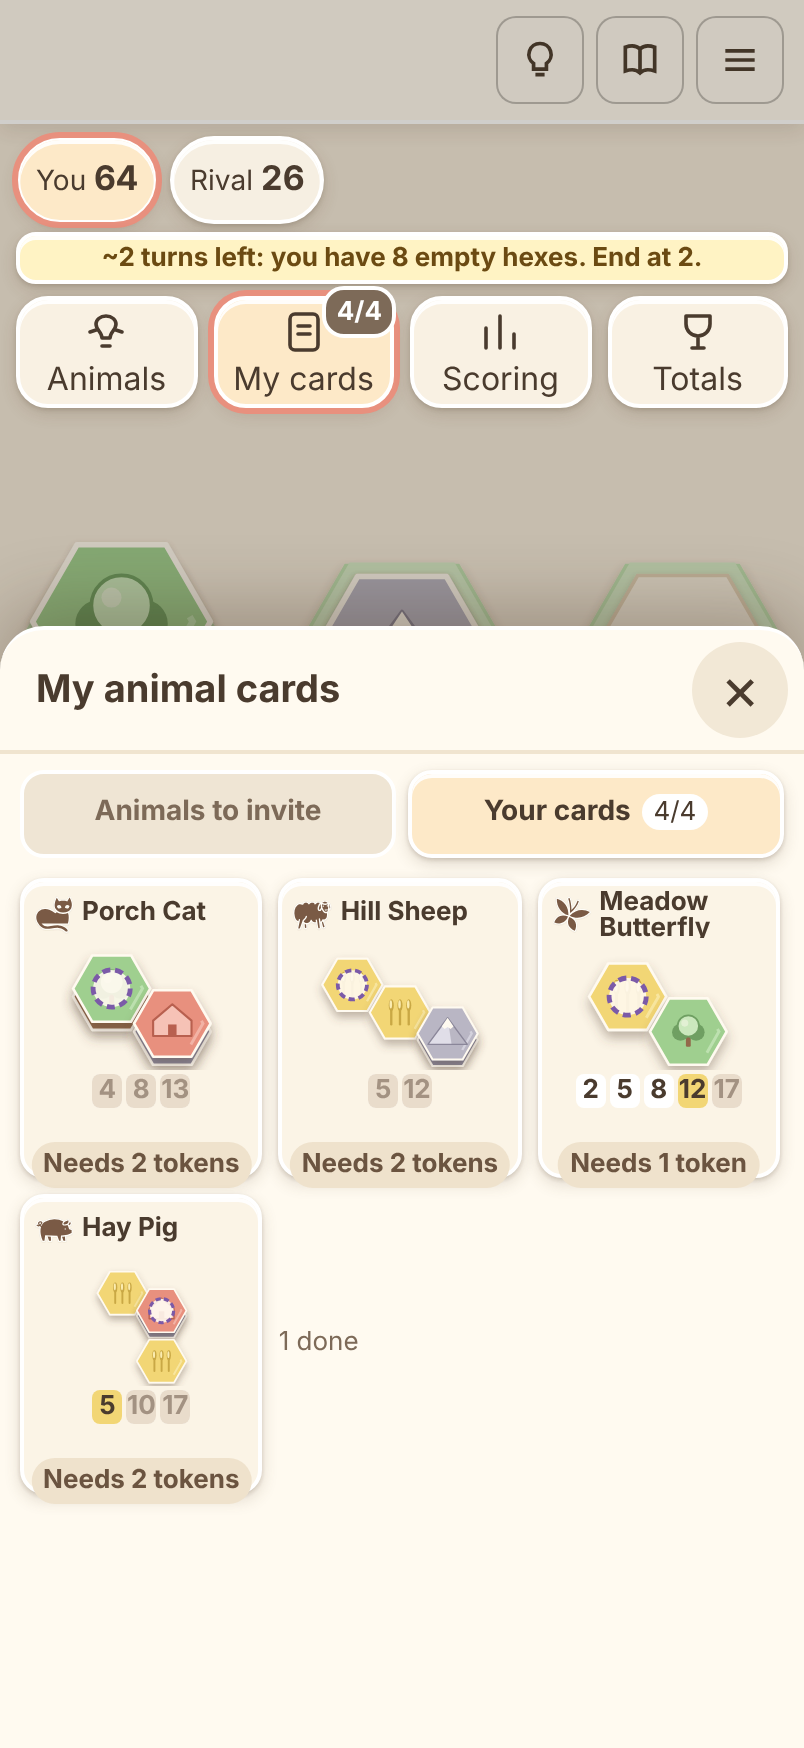 You 64
Rival 26
~2 turns left: you have 8 empty hexes. End at 2.
4/4
Animals
My cards
Scoring
Totals
My animal cards
Animals to invite
Your cards 4/4
Porch Cat
4 8 13
Needs 2 tokens
Hill Sheep
5 12
Needs 2 tokens
Meadow
Butterfly
2 5 8 12 17
Needs 1 token
Hay Pig
5 10 17
Needs 2 tokens
1 done